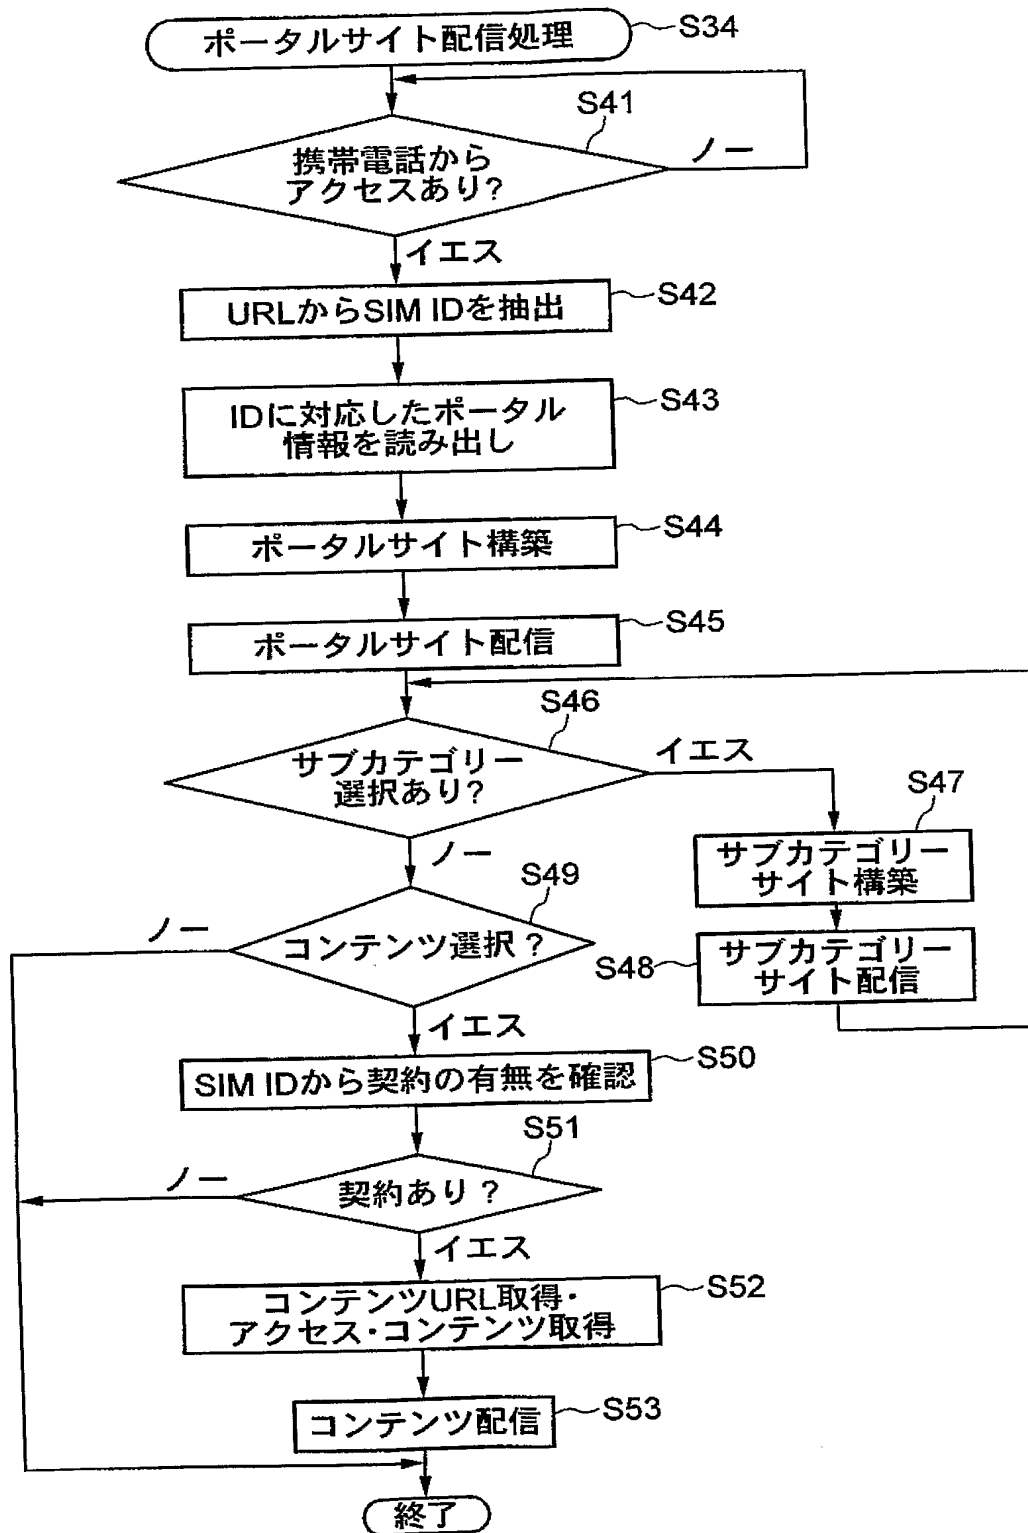 ポータルサイト配信処理
S34
S41
携帯電話から
アクセスあり?
ノー
イエス
URLからSIM IDを抽出
S42
IDに対応したポータル
情報を読み出し
S43
ポータルサイト構築
S44
ポータルサイト配信
S45
S46
サブカテゴリー
選択あり?
イエス
ノー
S47
サブカテゴリー
サイト構築
S48
サブカテゴリー
サイト配信
S49
コンテンツ選択?
ノー
イエス
SIM IDから契約の有無を確認
S50
S51
契約あり?
ノー
イエス
コンテンツURL取得・
アクセス・コンテンツ取得
S52
コンテンツ配信
S53
終了